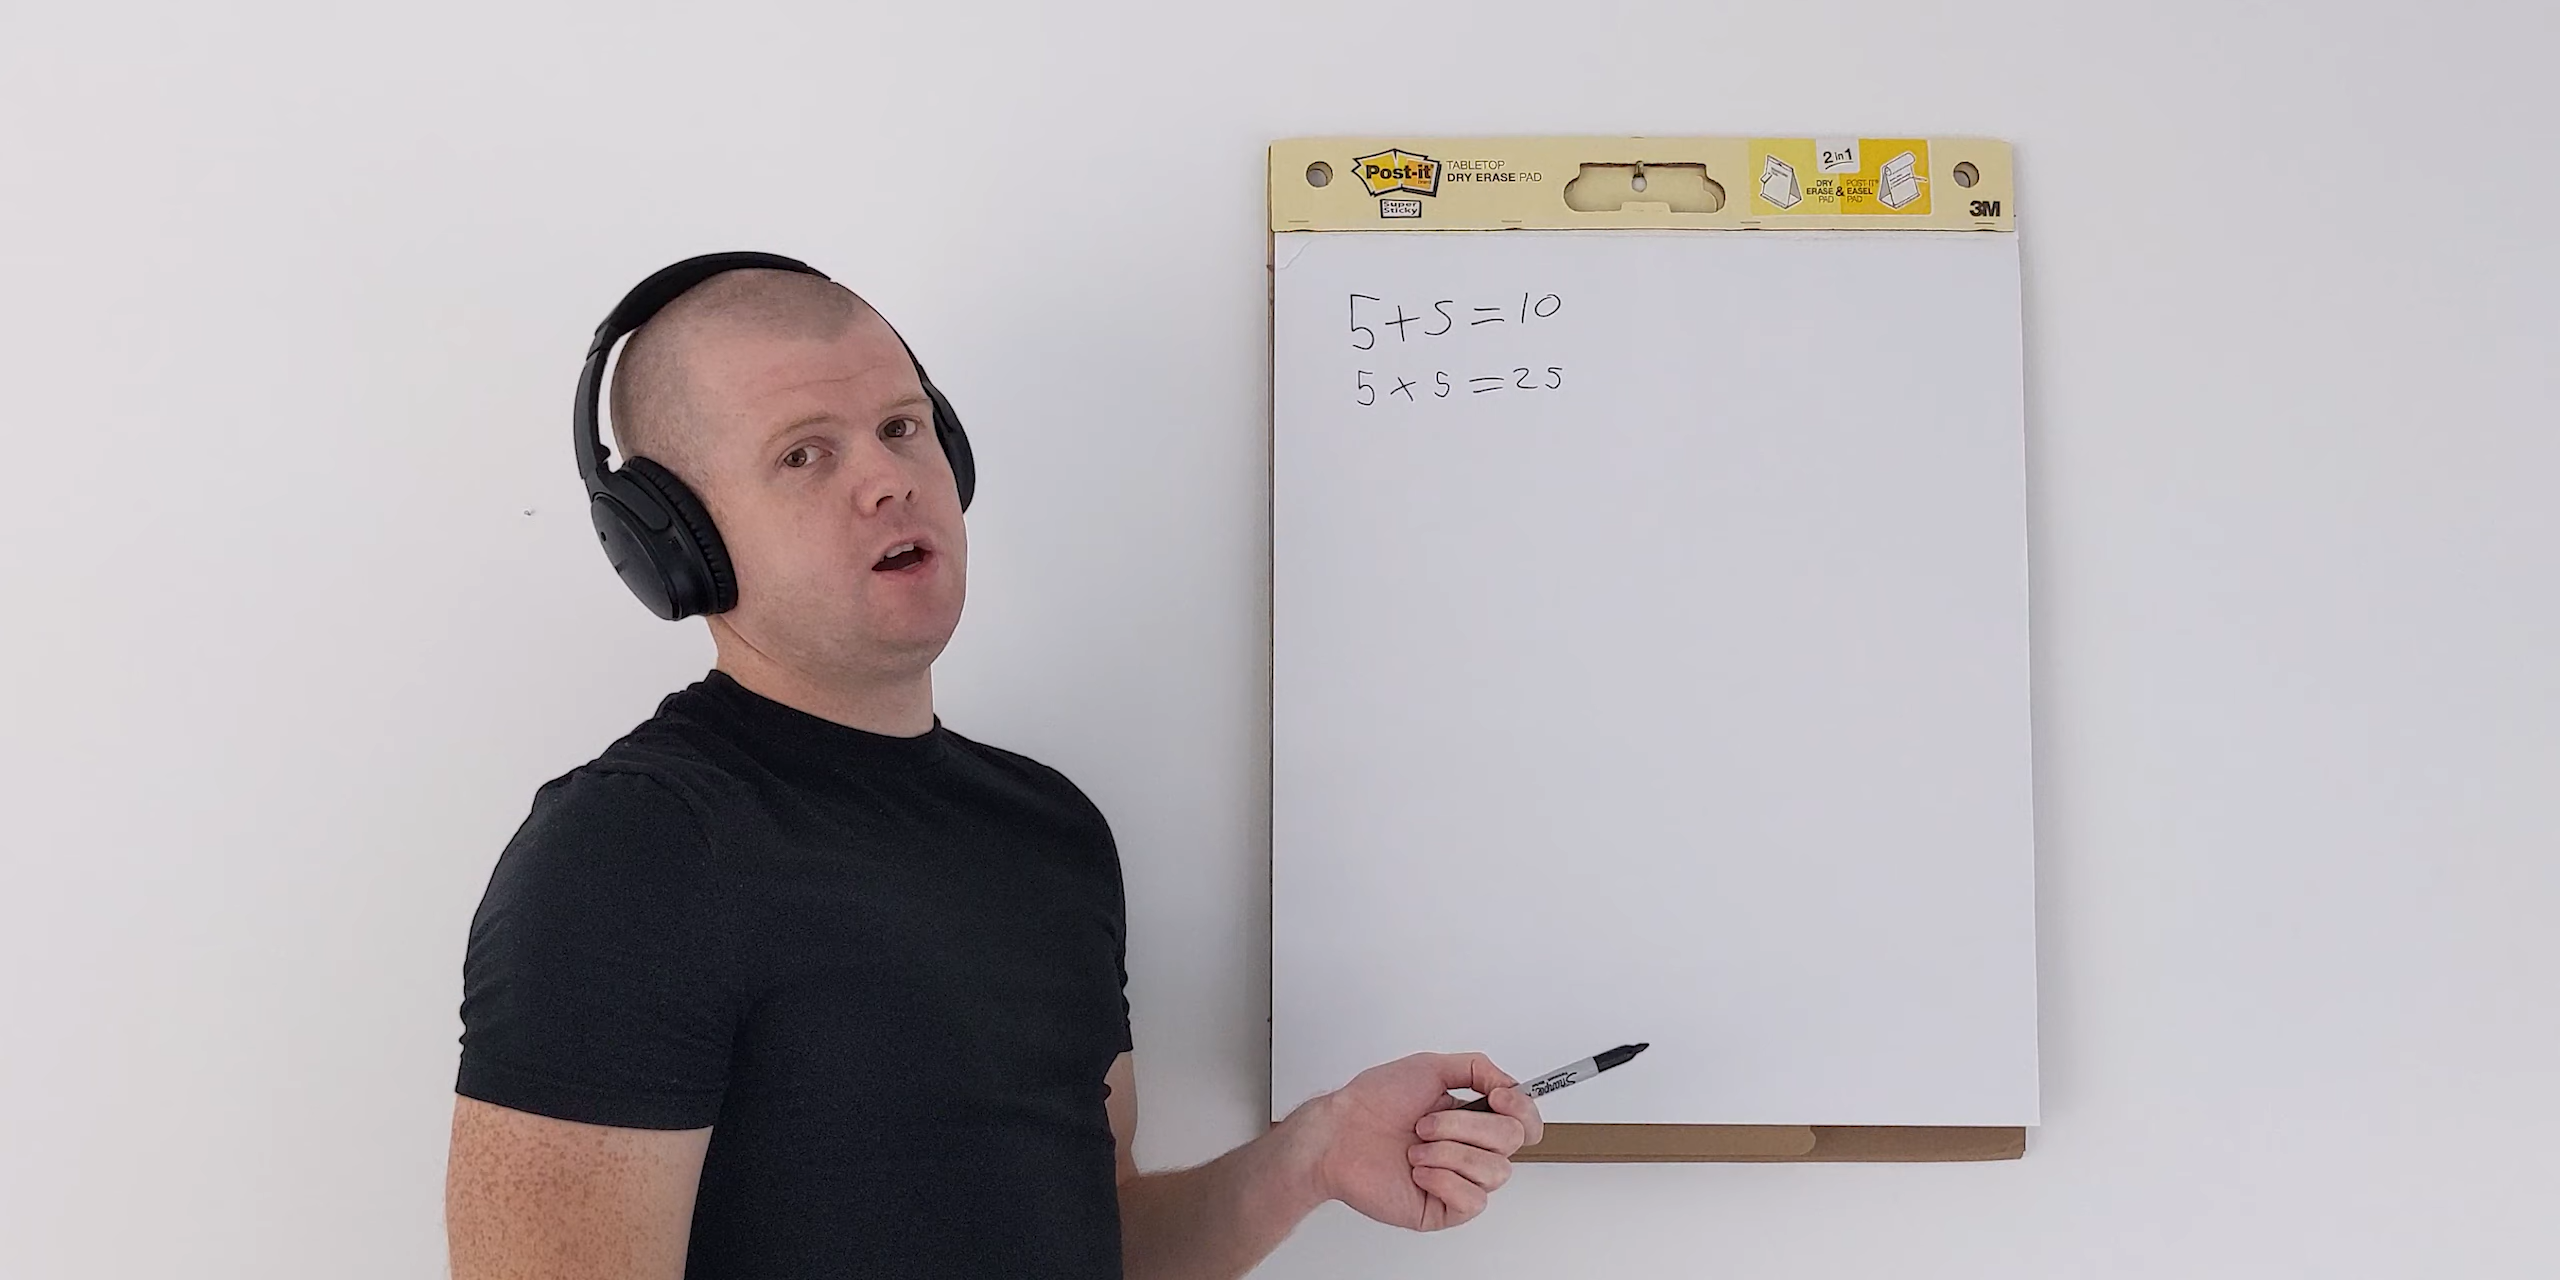 Post-it
Super
Sticky
TABLETOP
DRY ERASE PAD
2 in 1
DRY
ERASE
PAD
&
POST-IT
EASEL
PAD
3M
5+5=10
5×5=25
Sharpie